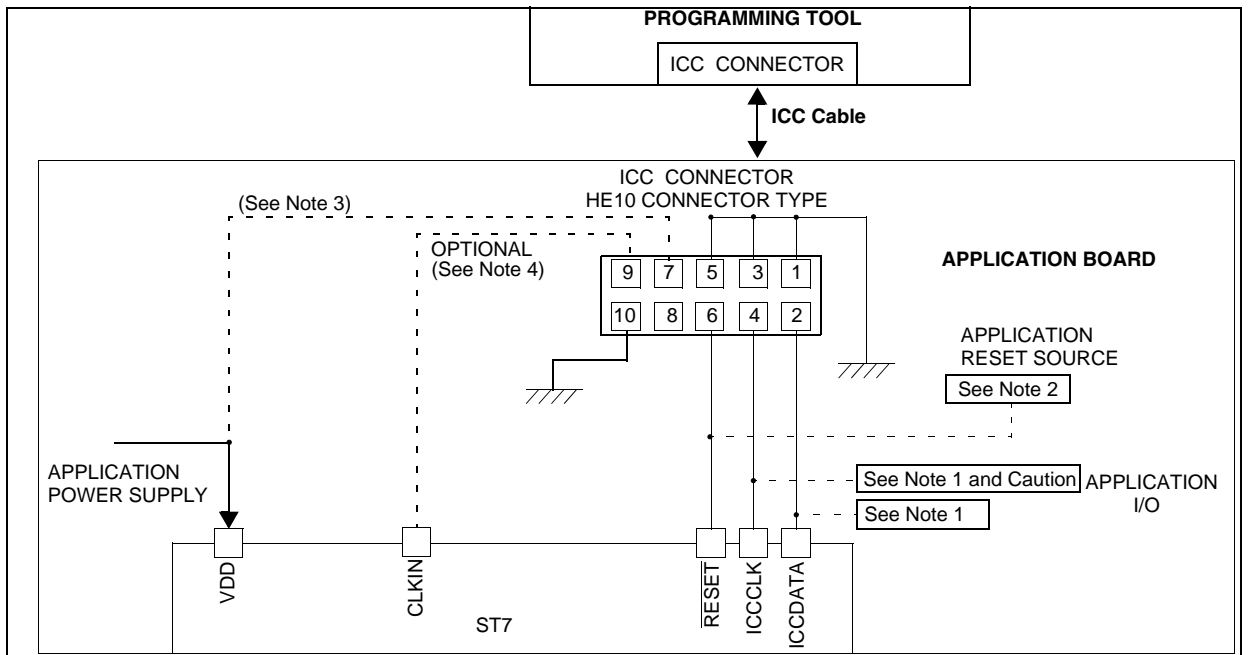 PROGRAMMING TOOL
ICC CONNECTOR
ICC Cable
ICC CONNECTOR
HE10 CONNECTOR TYPE
(See Note 3)
OPTIONAL
(See Note 4)
9 7 5 3 1
10 8 6 4 2
APPLICATION BOARD
APPLICATION
RESET SOURCE
See Note 2
APPLICATION
POWER SUPPLY
See Note 1 and Caution
See Note 1
APPLICATION
I/O
VDD
CLKIN
RESET
ICCCLK
ICCDATA
ST7